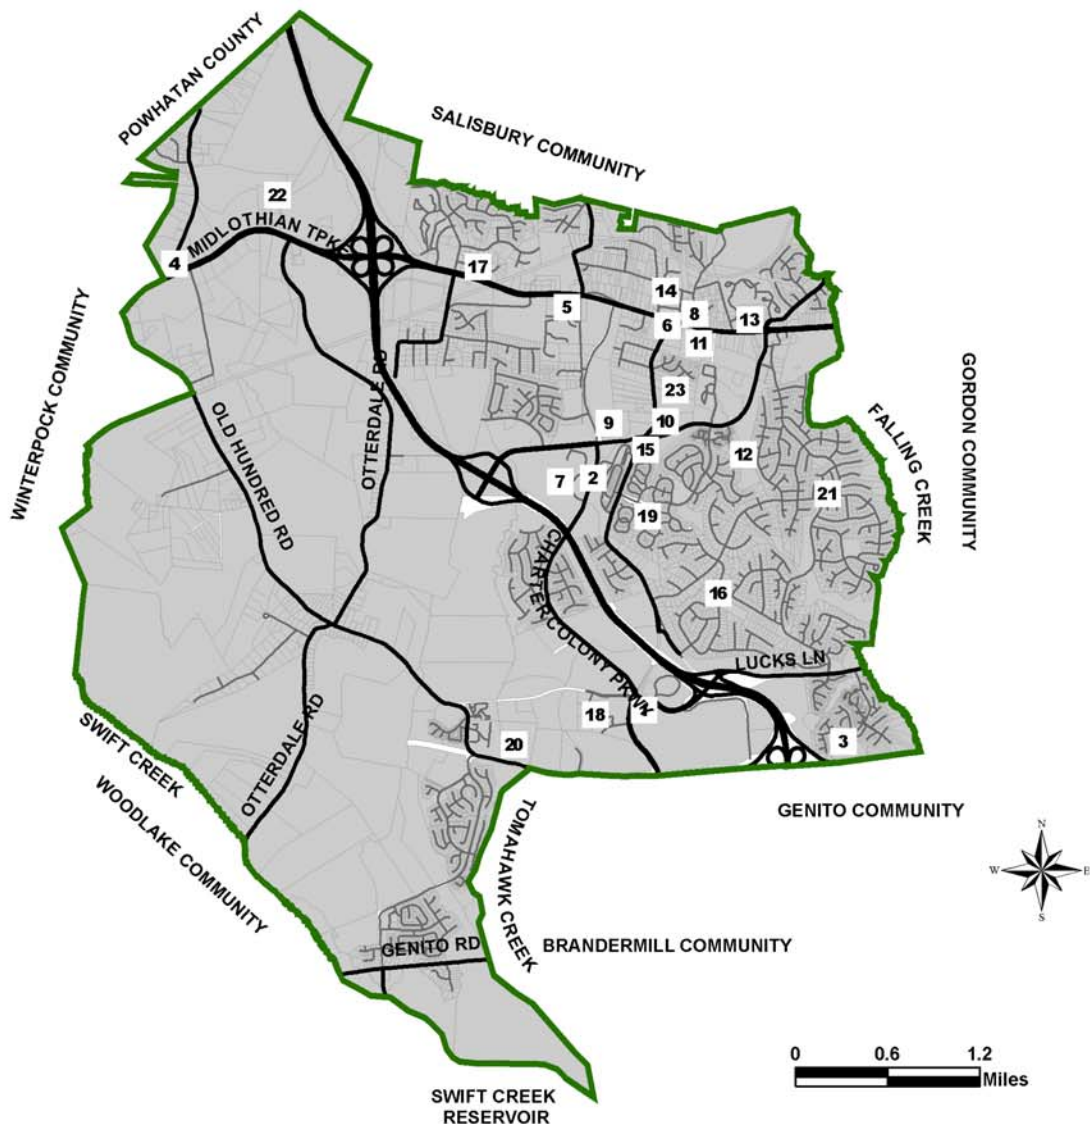 POWHATAN COUNTY
SALISBURY COMMUNITY
22
MIDLOTHIAN TPKE
4
17
14
5
8
6
13
11
WINTERPOCK COMMUNITY
OTTERDALE RD
23
GORDON COMMUNITY
FALLING CREEK
OLD HUNDRED RD
9
10
15
12
7
2
21
19
CHARTER COLONY PKWY
16
LUCKS LN
1
18
3
20
SWIFT CREEK
OTTERDALE RD
WOODLAKE COMMUNITY
TOMAHAWK CREEK
GENITO COMMUNITY
N
W
E
S
GENITO RD
BRANDERMILL COMMUNITY
0 0.6 1.2
Miles
SWIFT CREEK
RESERVOIR